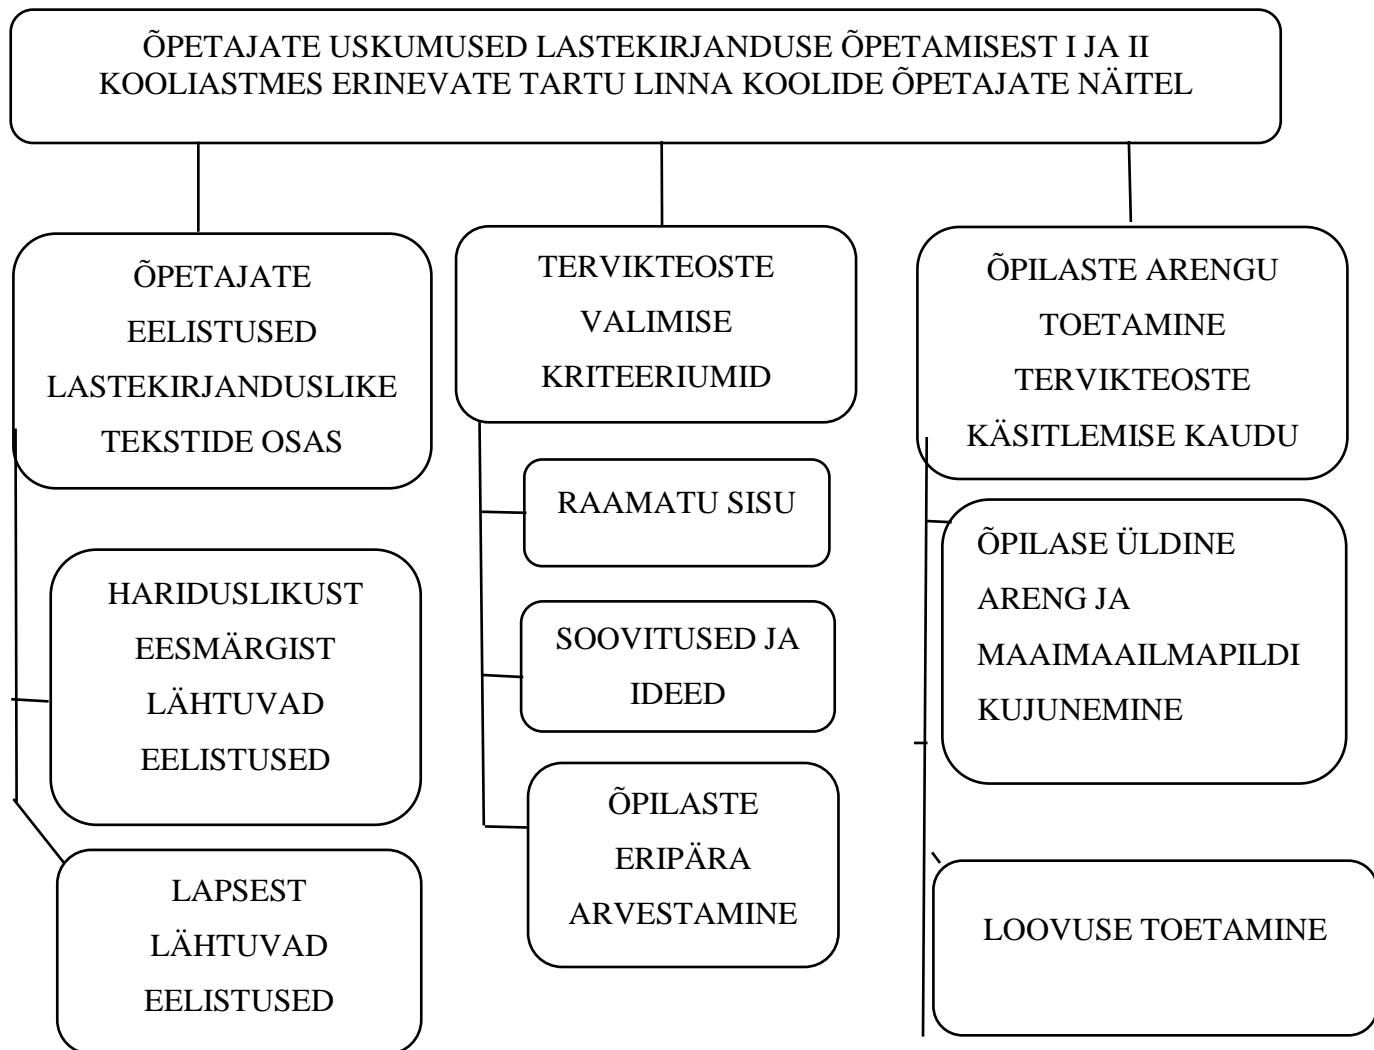 ÕPETAJATE USKUMUSED LASTEKIRJANDUSE ÕPETAMISEST I JA II
KOOLIASTMES ERINEVATE TARTU LINNA KOOLIDE ÕPETAJATE NÄITEL
ÕPETAJATE
EELISTUSED
LASTEKIRJANDUSLIKE
TEKSTIDE OSAS
HARIDUSLIKUST
EESMÄRGIST
LÄHTUVAD
EELISTUSED
LAPSEST
LÄHTUVAD
EELISTUSED
TERVIKTEOSTE
VALIMISE
KRITEERIUMID
RAAMATU SISU
SOOVITUSED JA
IDEED
ÕPILASTE
ERIPÄRA
ARVESTAMINE
ÕPILASTE ARENGU
TOETAMINE
TERVIKTEOSTE
KÄSITLEMISE KAUDU
ÕPILASE ÜLDINE
ARENG JA
MAAIMAAILMAPILDI
KUJUNEMINE
LOOVUSE TOETAMINE